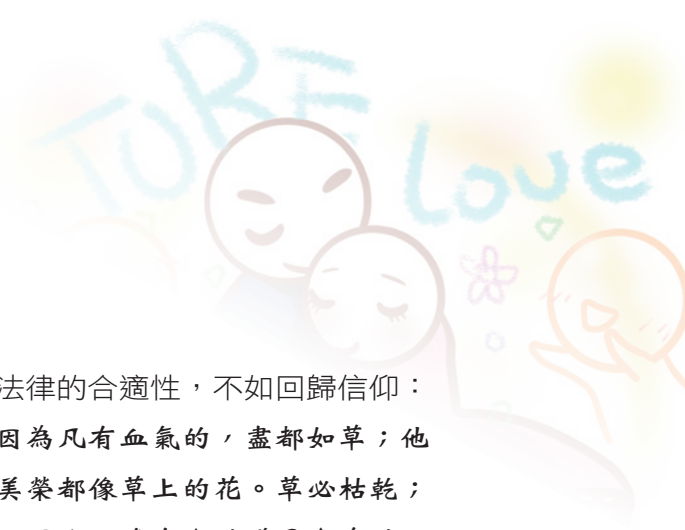 TURE
Love
法律的合適性,不如回歸信仰:
因為凡有血氣的,盡都如草;他
美榮都像草上的花。草必枯乾;